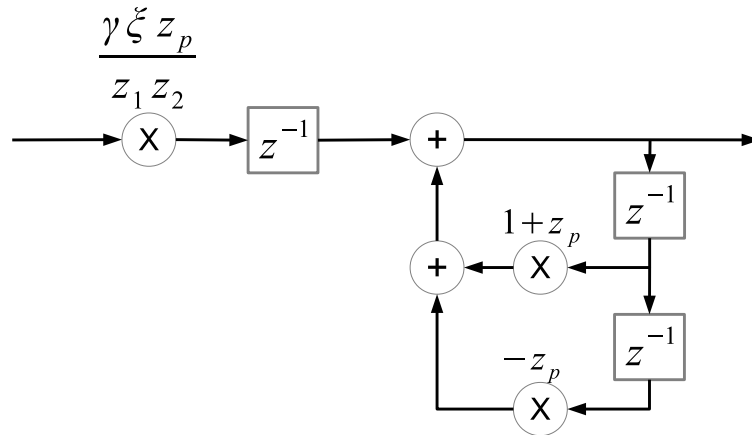 γ ξ z_p
z_1 z_2
X
z^{-1}
+
z^{-1}
1+z_p
+
X
z^{-1}
−z_p
X